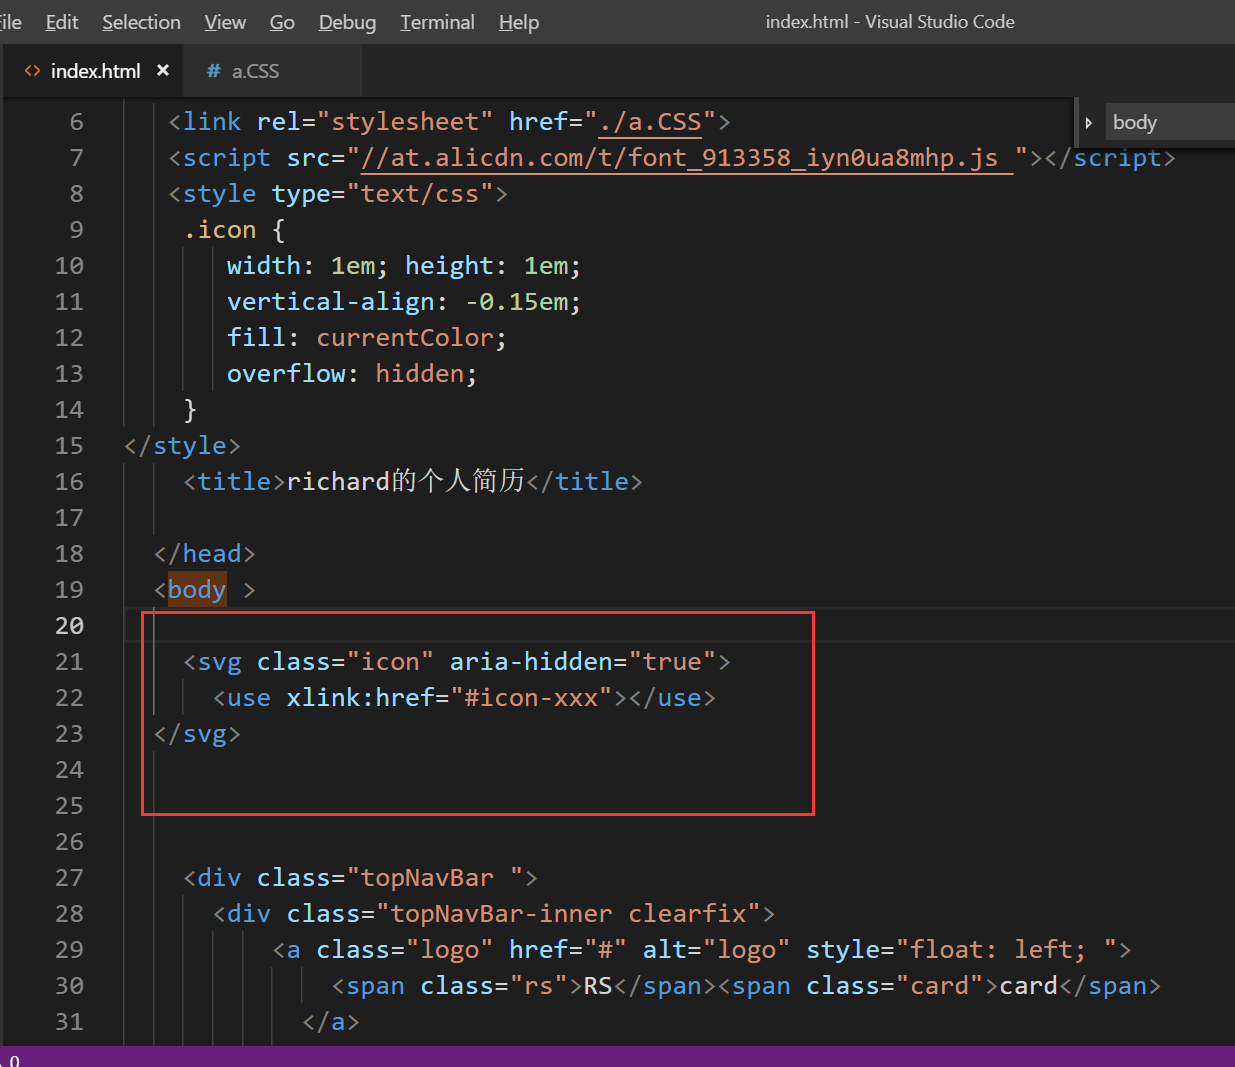 ile Edit Selection View Go Debug Terminal Help index.html - Visual Studio Code
<> index.html × # a.CSS
body
6 <link rel="stylesheet" href="./a.CSS">
7 <script src="//at.alicdn.com/t/font_913358_iyn0ua8mhp.js "></script>
8 <style type="text/css">
9 .icon {
10 width: 1em; height: 1em;
11 vertical-align: -0.15em;
12 fill: currentColor;
13 overflow: hidden;
14 }
15 </style>
16 <title>richard的个人简历</title>
17
18 </head>
19 <body >
20
21 <svg class="icon" aria-hidden="true">
22 <use xlink:href="#icon-xxx"></use>
23 </svg>
24
25
26
27 <div class="topNavBar ">
28 <div class="topNavBar-inner clearfix">
29 <a class="logo" href="#" alt="logo" style="float: left; ">
30 <span class="rs">RS</span><span class="card">card</span>
31 </a>
0